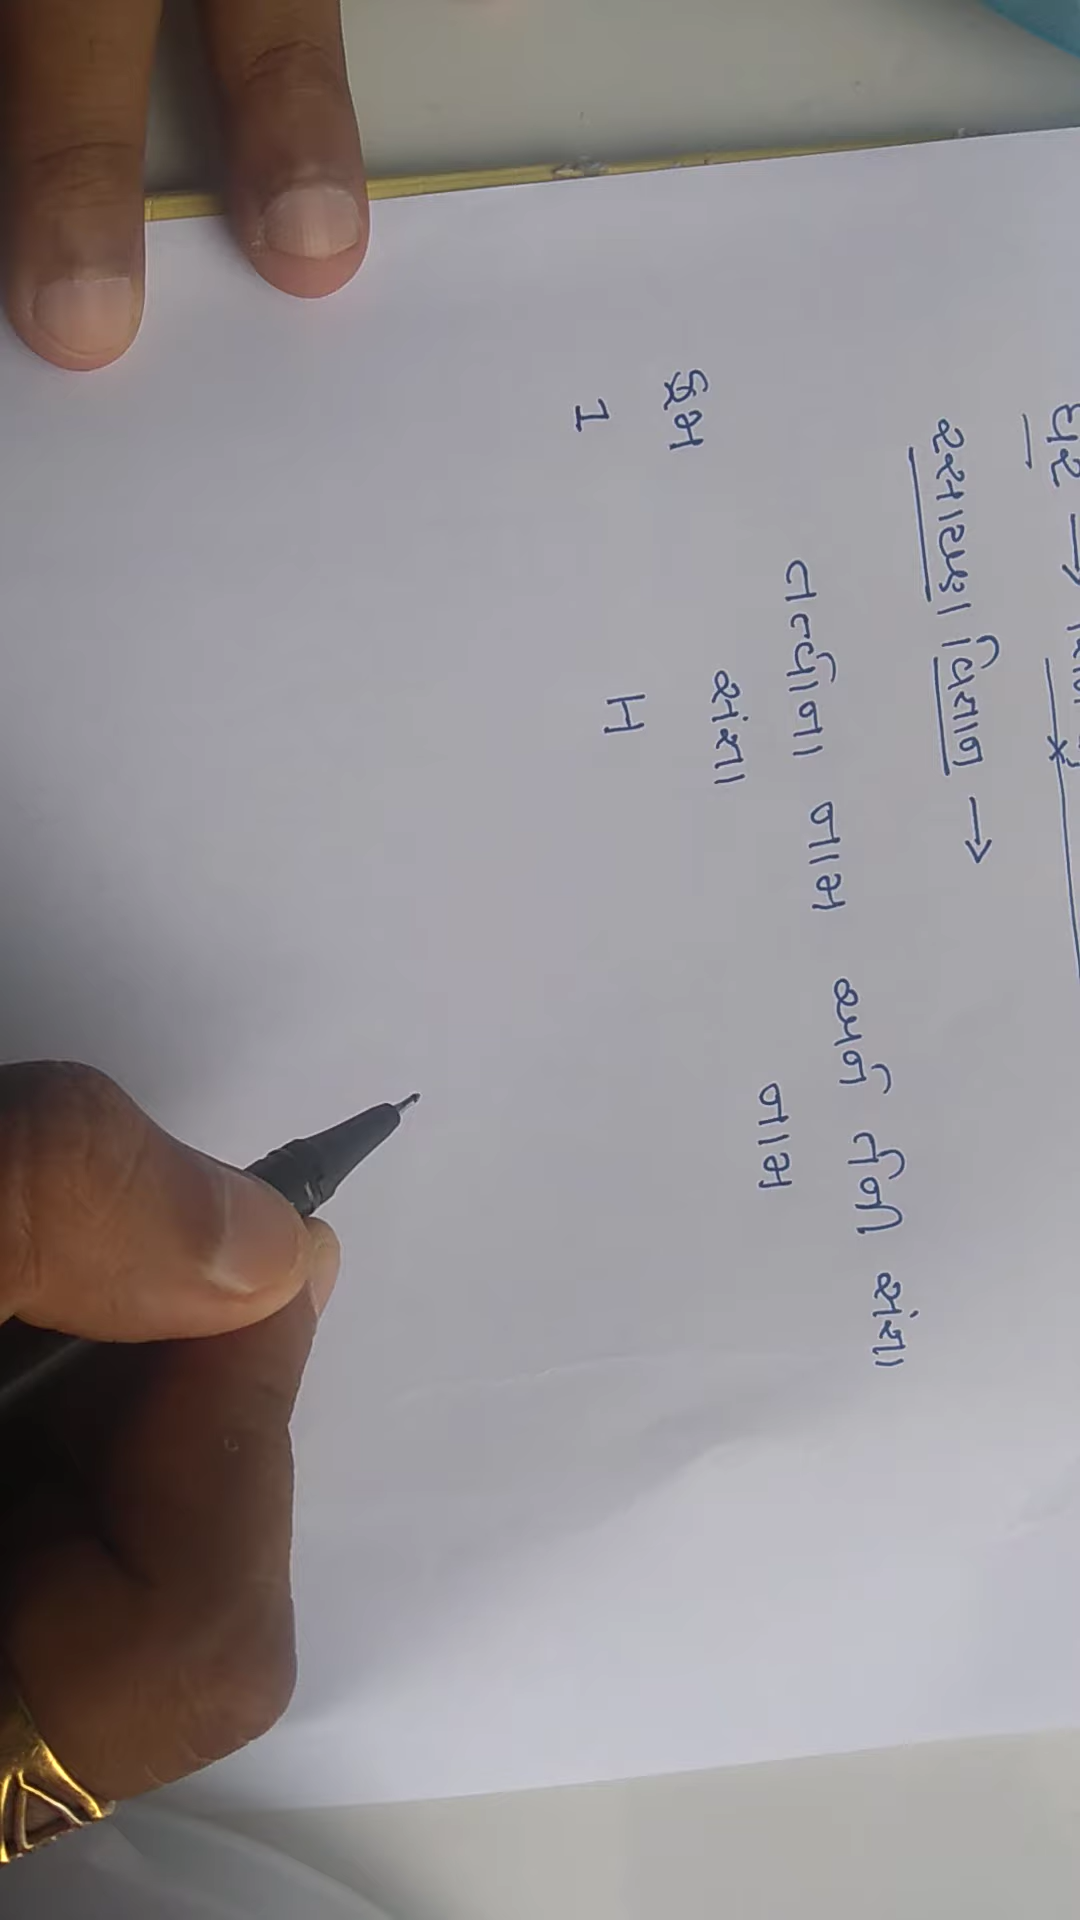 રસાયણ વિજ્ઞાન →
તત્વોના નામ અને તેની સંજ્ઞા
ક્રમ સંજ્ઞા નામ
1 H